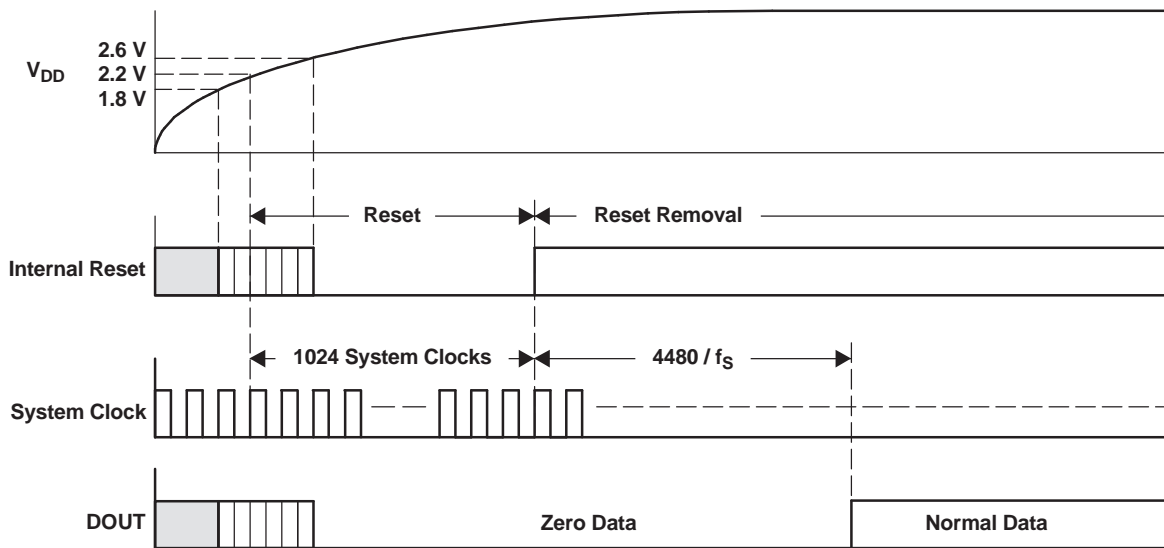 2.6 V
V_DD 2.2 V
1.8 V
Reset Reset Removal
Internal Reset
1024 System Clocks 4480 / f_S
System Clock
DOUT Zero Data Normal Data